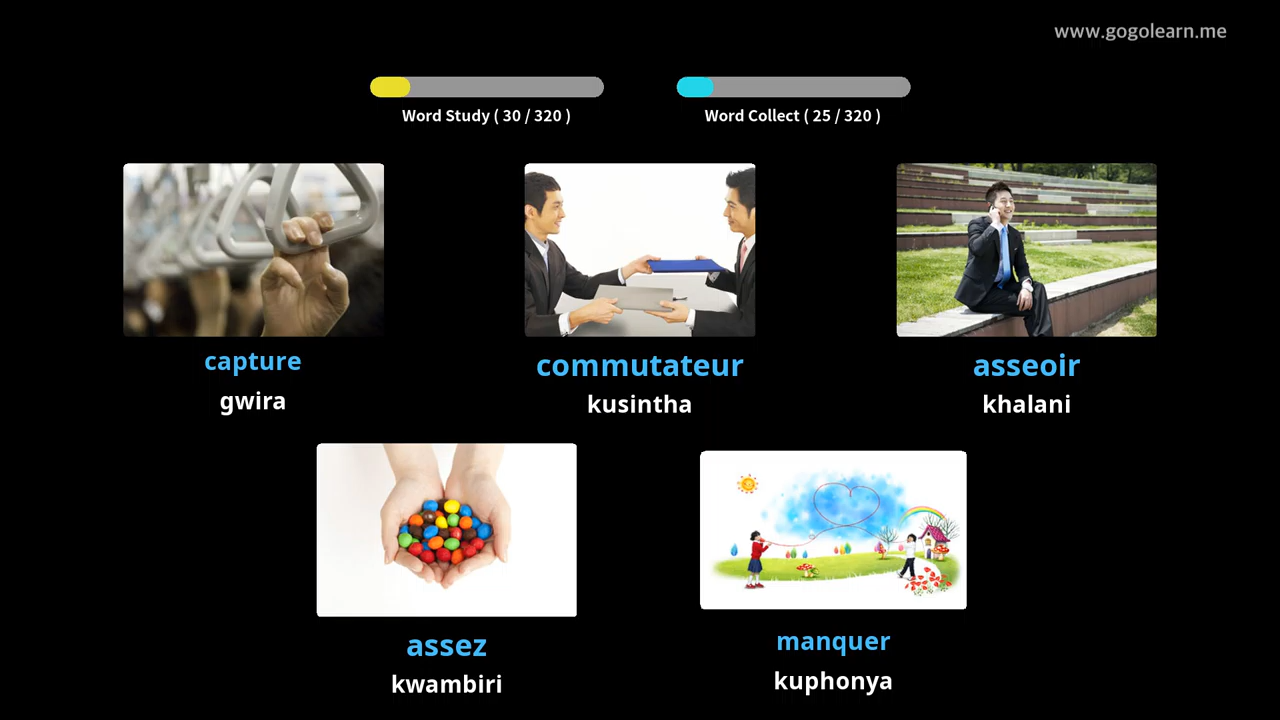 www.gogolearn.me
Word Study ( 30 / 320 )
Word Collect ( 25 / 320 )
capture
gwira
commutateur
kusintha
asseoir
khalani
assez
kwambiri
manquer
kuphonya